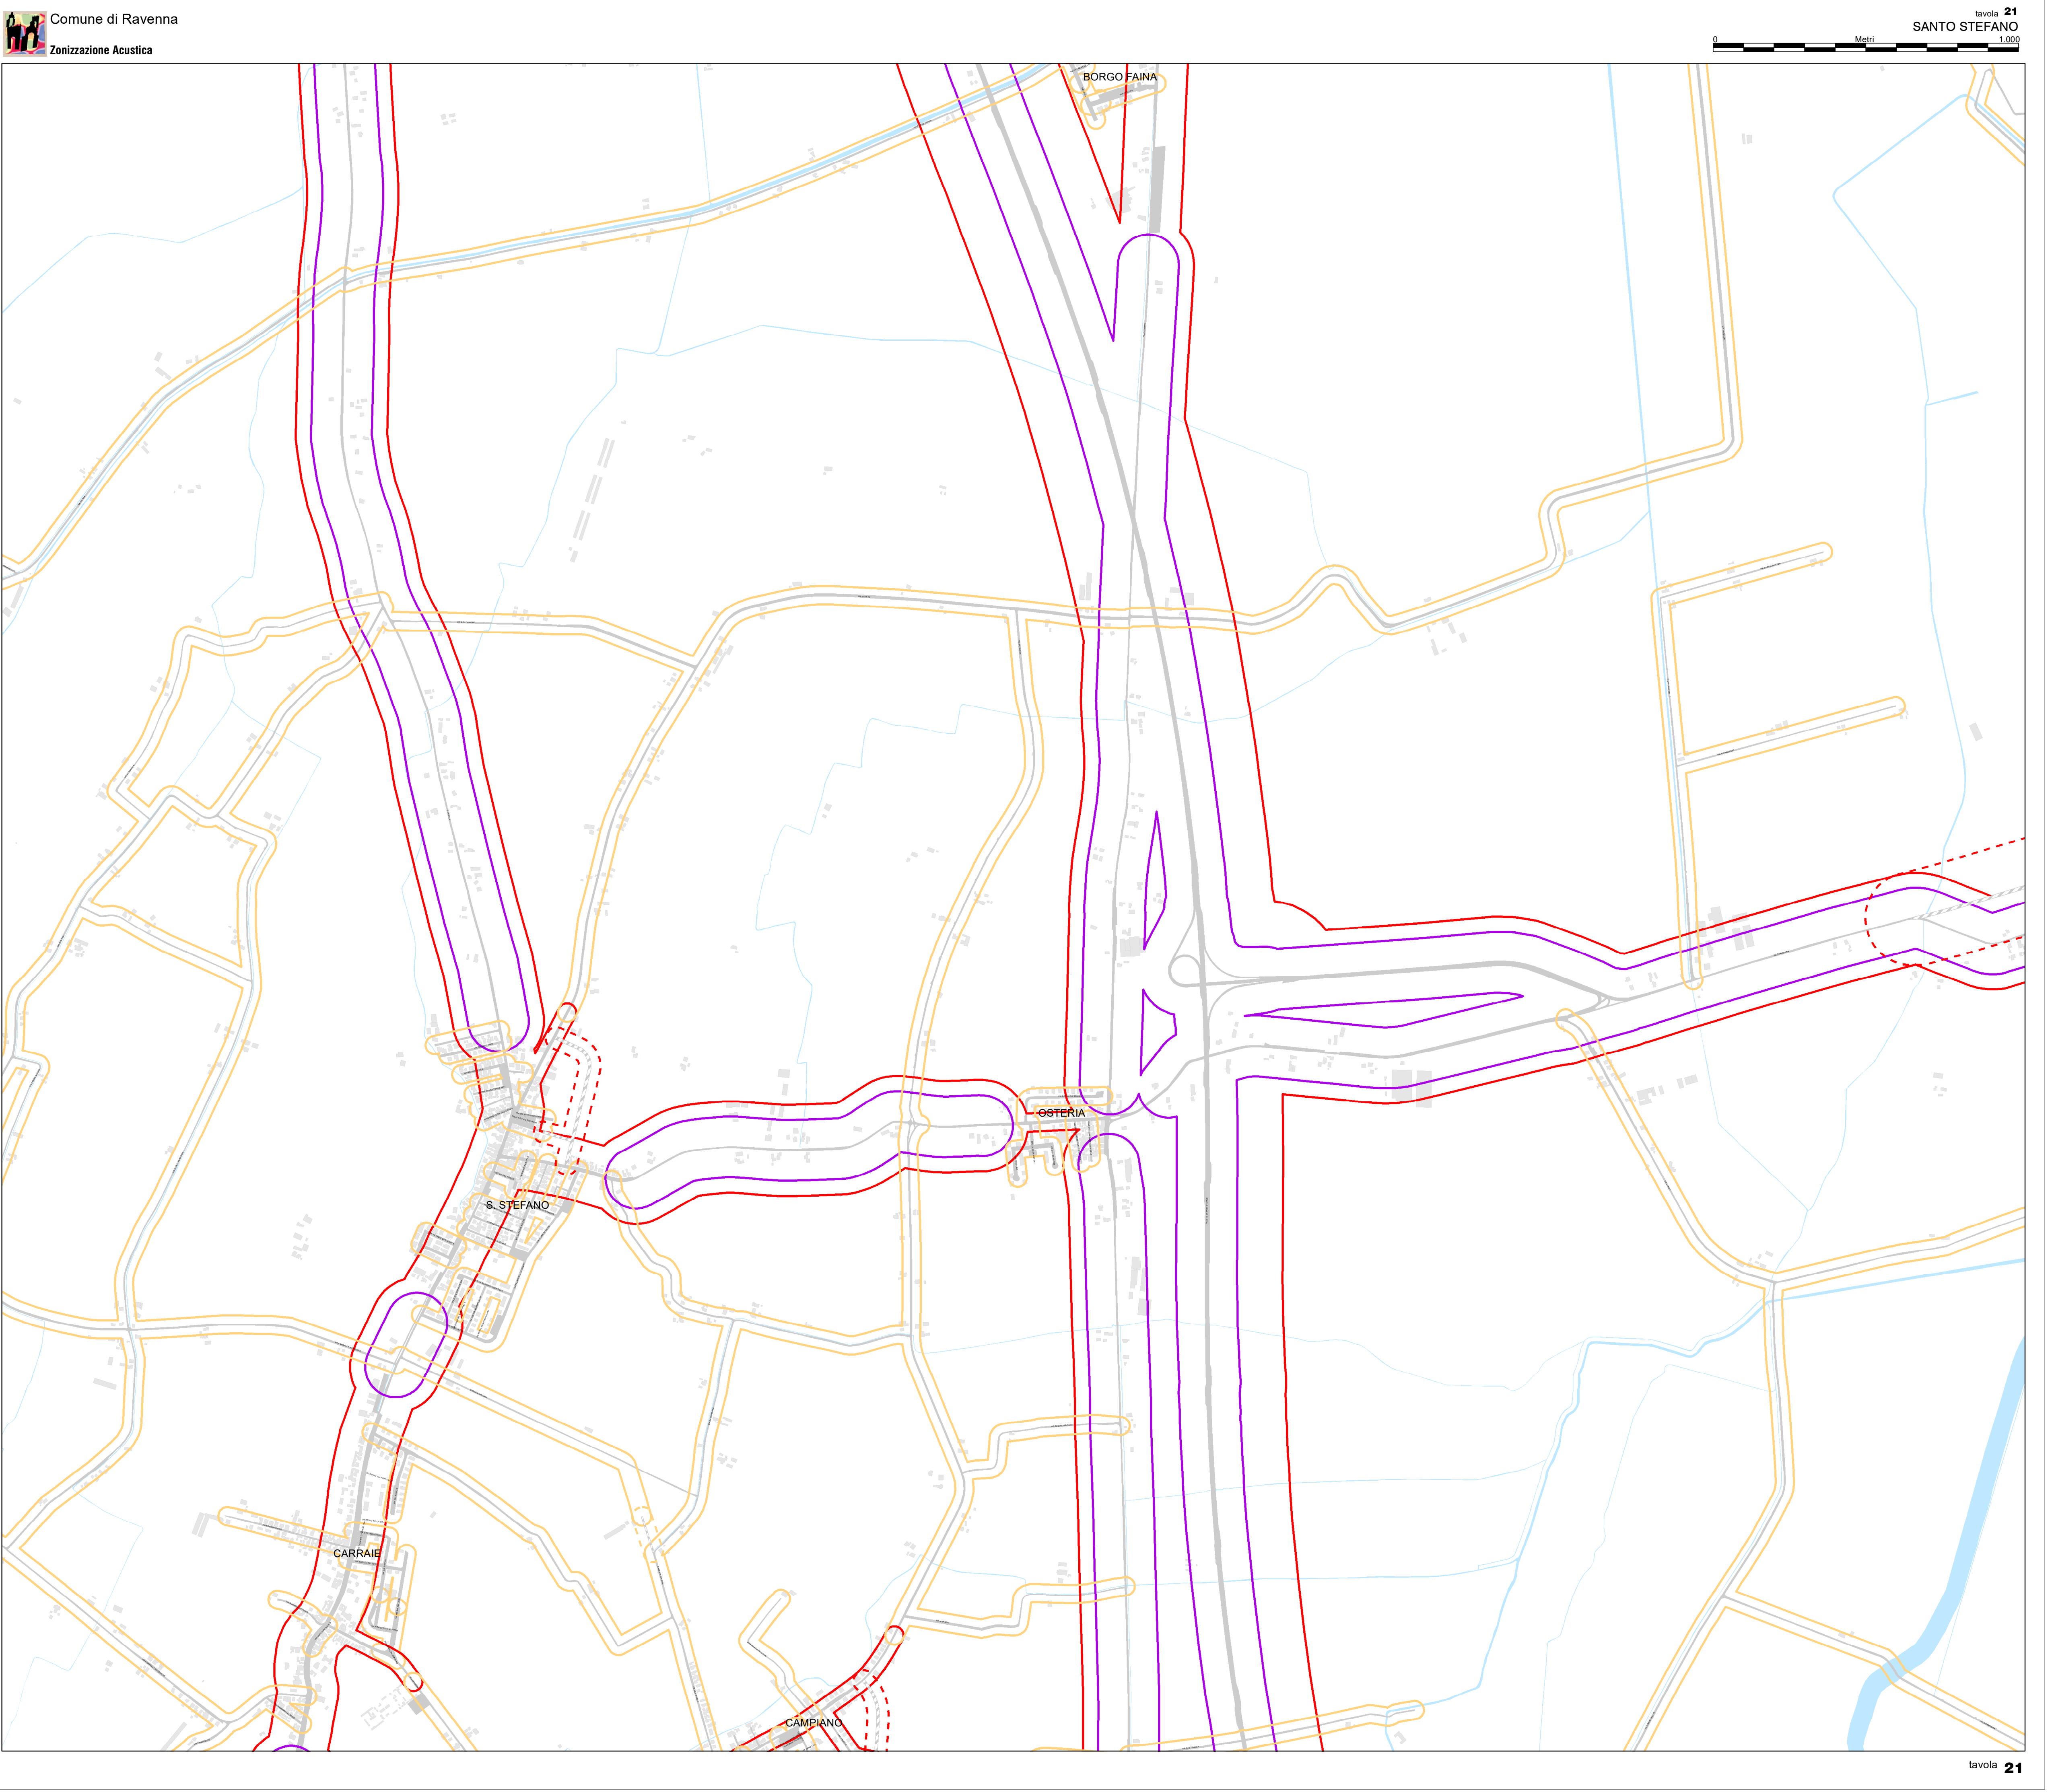 Comune di Ravenna
Zonizzazione Acustica
tavola 21
SANTO STEFANO
0 Metri 1.000
BORGO FAINA
OSTERIA
S. STEFANO
CARRAIE
CAMPIANO
tavola 21